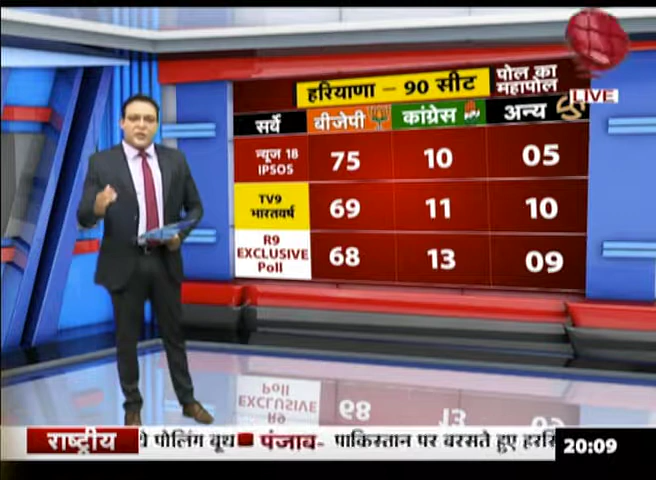 हरियाणा – 90 सीट
पोल का
महापोल
LIVE
सर्वे बीजेपी कांग्रेस अन्य
न्यूज 18
IPSOS 75 10 05
TV9
भारतवर्ष 69 11 10
R9
EXCLUSIVE
Poll 68 13 09
राष्ट्रीय पोलिंग बूथ पंजाब- पाकिस्तान पर बरसते हुए 20:09